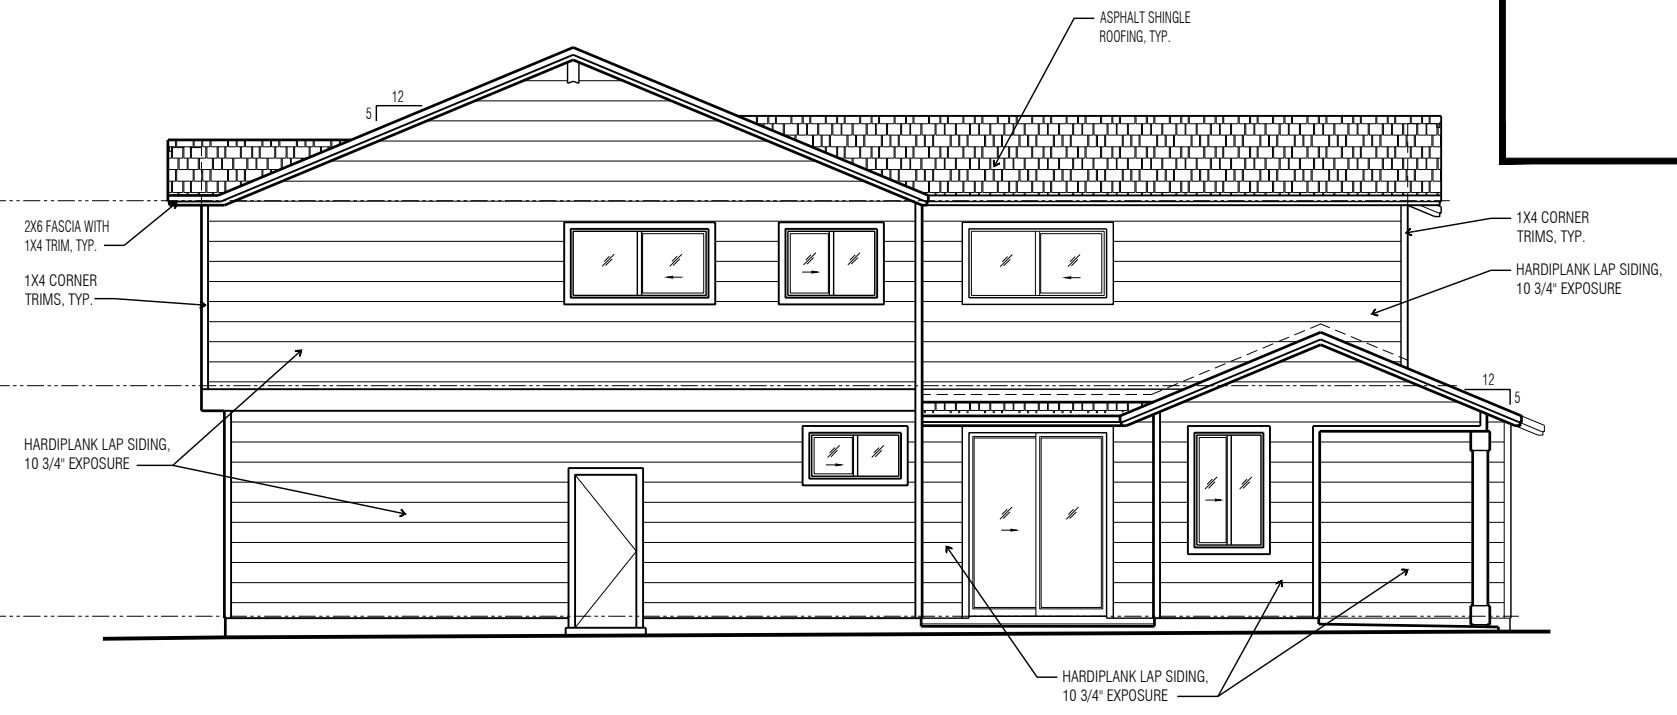 ASPHALT SHINGLE
ROOFING, TYP.
12
5
2X6 FASCIA WITH
1X4 TRIM, TYP.
1X4 CORNER
TRIMS, TYP.
1X4 CORNER
TRIMS, TYP.
HARDIPLANK LAP SIDING,
10 3/4" EXPOSURE
12
5
HARDIPLANK LAP SIDING,
10 3/4" EXPOSURE
HARDIPLANK LAP SIDING,
10 3/4" EXPOSURE